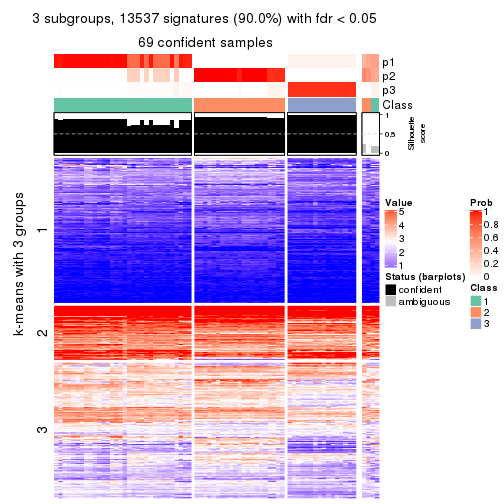 3 subgroups, 13537 signatures (90.0%) with fdr < 0.05
69 confident samples
p1
p2
p3
Class
1
0.5
0
Silhouette score
k-means with 3 groups
1
2
3
Value
5
4
3
2
1
Status (barplots)
confident
ambiguous
Prob
1
0.8
0.6
0.4
0.2
0
Class
1
2
3